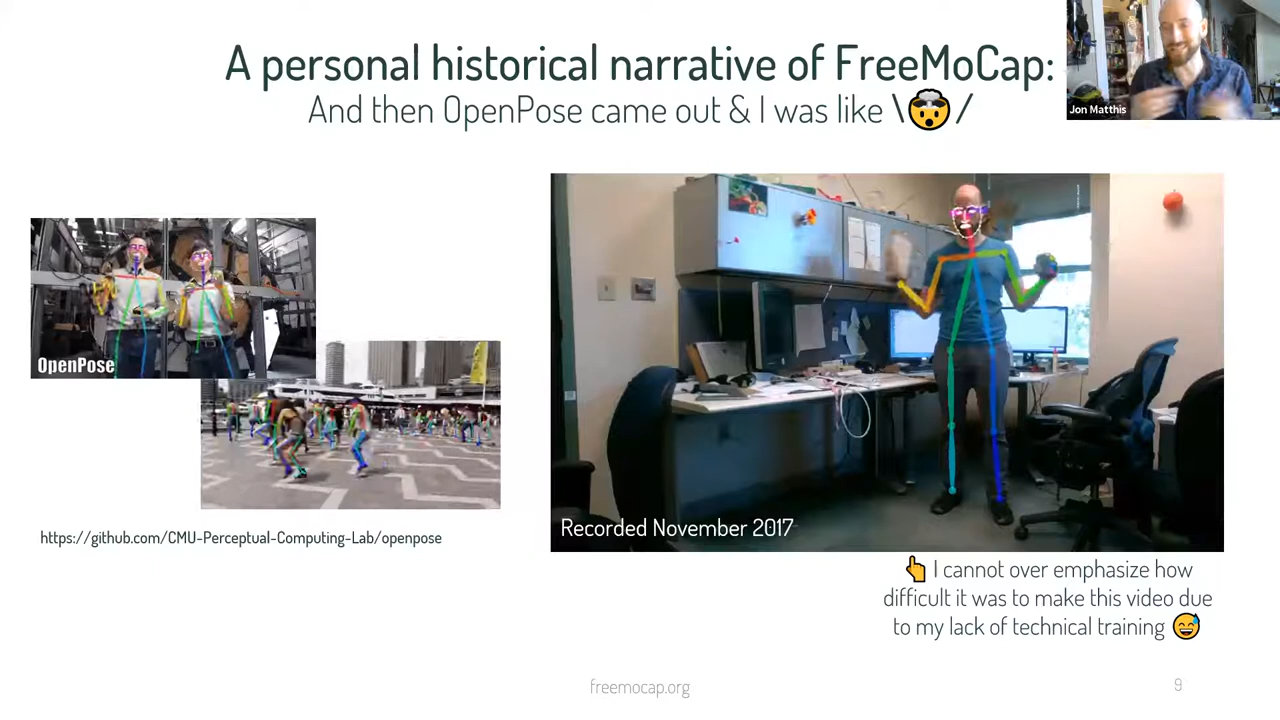 A personal historical narrative of FreeMoCap:
And then OpenPose came out & I was like \🤯/
Jon Matthis
OpenPose
https://github.com/CMU-Perceptual-Computing-Lab/openpose
Recorded November 2017
👆 I cannot over emphasize how
difficult it was to make this video due
to my lack of technical training 😅
freemocap.org
9